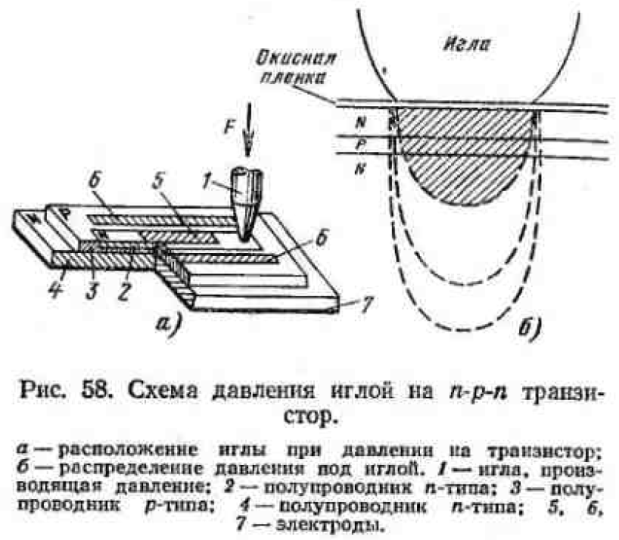 Игла
Окисная
пленка
N
P
N
F
1
5
6
6
N
P
N
4
3
2
7
а)
б)
Рис. 58. Схема давления иглой на n-p-n транзи-
стор.
а — расположение иглы при давлении на транзистор;
б — распределение давления под иглой. 1 — игла, произ-
водящая давление; 2 — полупроводник n-типа; 3 — полу-
проводник p-типа; 4 — полупроводник n-типа; 5, 6,
7 — электроды.